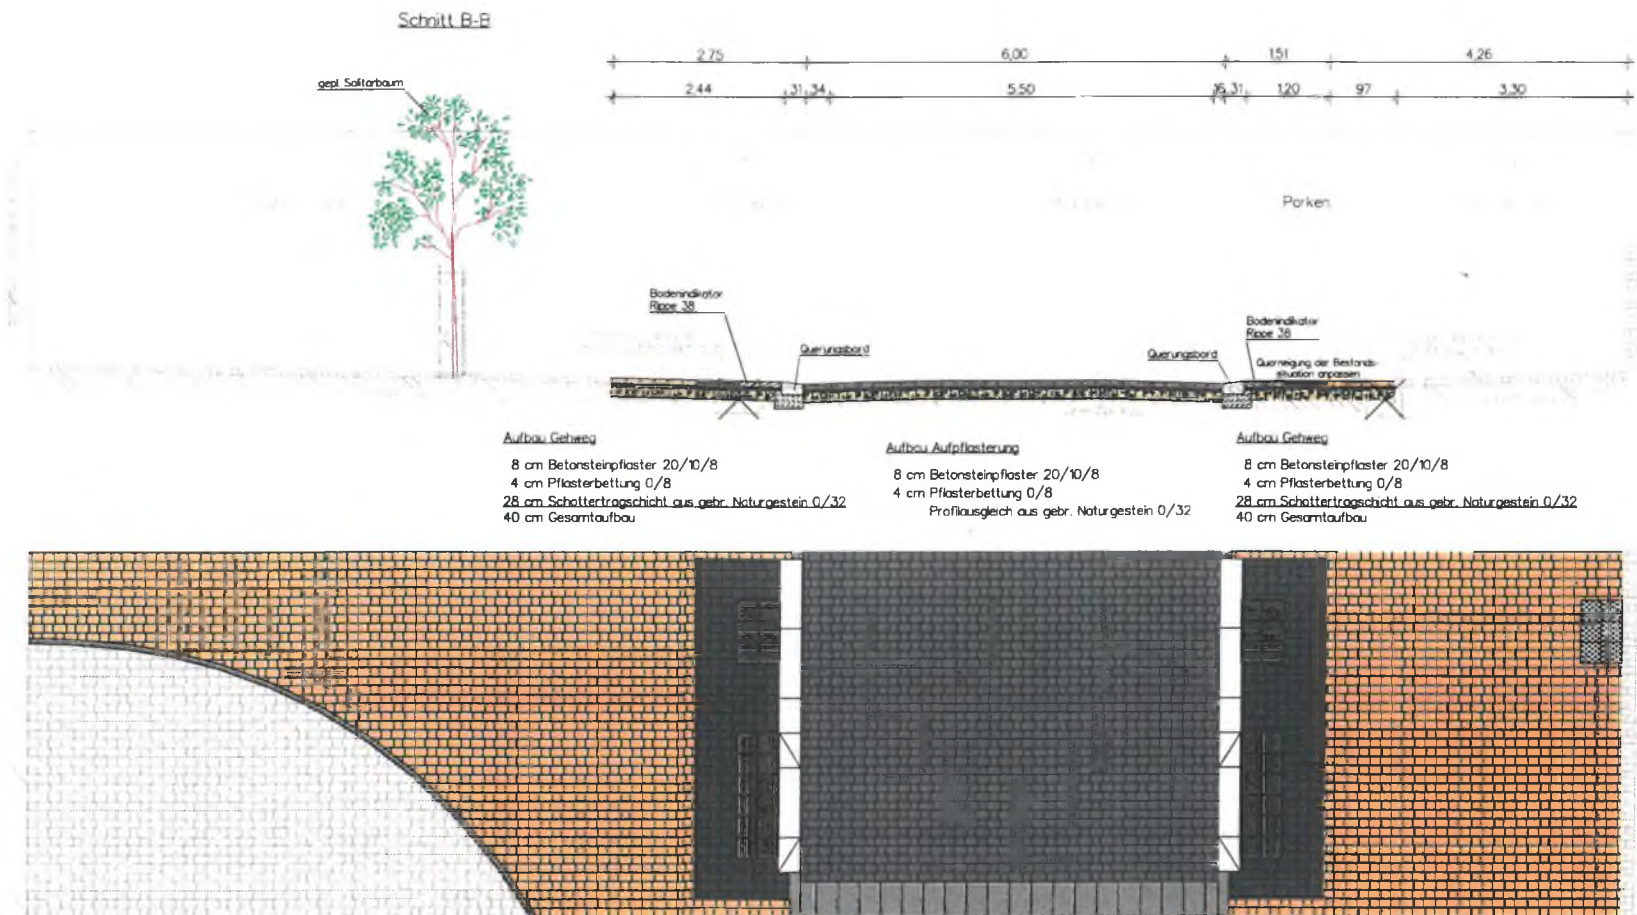 Schnitt B-B
2,75 6,00 1,51 4,26
2,44 ,31 ,34 5,50 16 ,31 1,20 97 3,30
gepl. Solitärbaum
Parken
Bodenindikator
Rippe 38
Querungsbord
Querungsbord
Bodenindikator
Rippe 38
Querneigung der Bestands-
situation anpassen
Aufbau Gehweg
8 cm Betonsteinpflaster 20/10/8
4 cm Pflasterbettung 0/8
28 cm Schottertragschicht aus gebr. Naturgestein 0/32
40 cm Gesamtaufbau
Aufbau Aufpflasterung
8 cm Betonsteinpflaster 20/10/8
4 cm Pflasterbettung 0/8
Profilausgleich aus gebr. Naturgestein 0/32
Aufbau Gehweg
8 cm Betonsteinpflaster 20/10/8
4 cm Pflasterbettung 0/8
28 cm Schottertragschicht aus gebr. Naturgestein 0/32
40 cm Gesamtaufbau